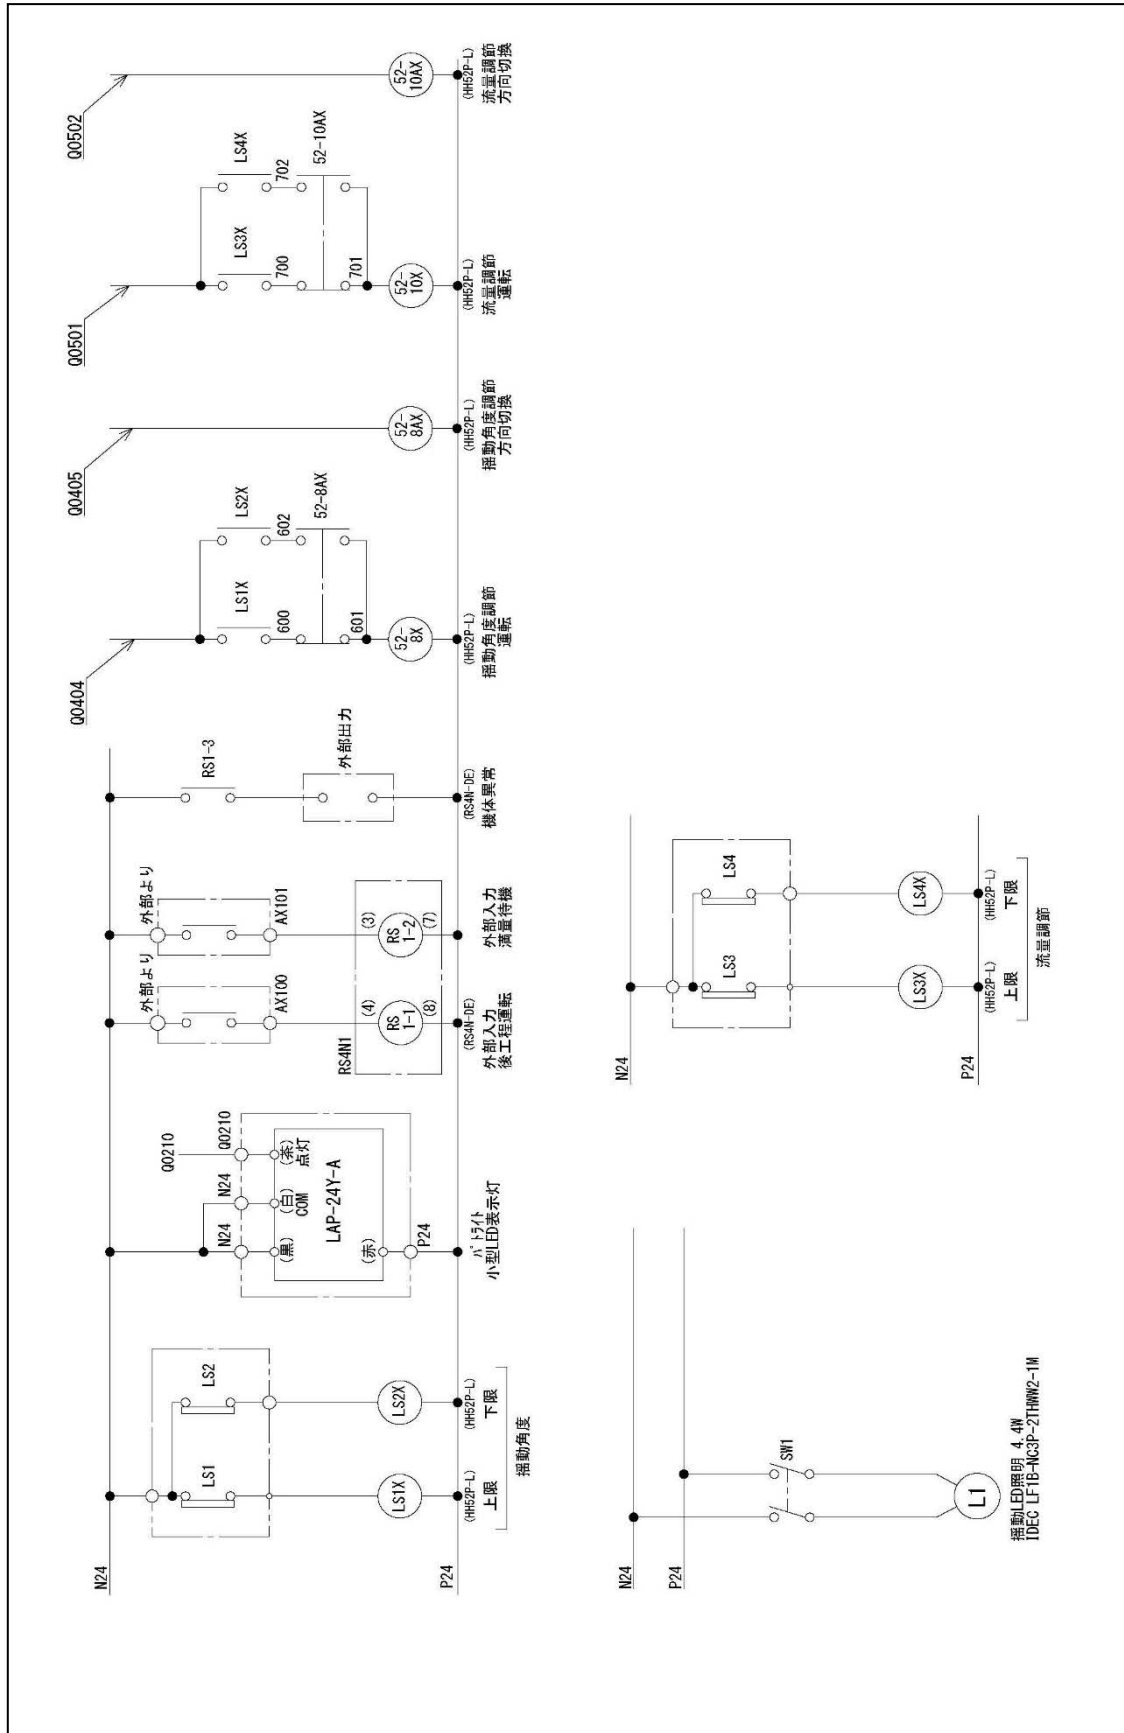 N24
LS1
LS2
LS1X
LS2X
(HH52P-L)
上限
(HH52P-L)
下限
揺動角度
P24
N24
N24
Q0210
Q0210
(黒)
(白)
COM
(茶)
点灯
LAP-24Y-A
(赤)
P24
パトライト
小型LED表示灯
外部より
外部より
AX100
AX101
RS4N1
(4)
RS
1-1
(8)
(3)
RS
1-2
(7)
(RS4N-DE)
外部入力
後工程運転
外部入力
満量待機
RS1-3
外部出力
(RS4N-DE)
機体異常
Q0404
LS1X
LS2X
600
602
52-8AX
601
52-
8X
(HH52P-L)
揺動角度調節
運転
Q0405
52-
8AX
(HH52P-L)
揺動角度調節
方向切換
Q0501
LS3X
LS4X
700
702
52-10AX
701
52-
10X
(HH52P-L)
流量調節
運転
Q0502
52-
10AX
(HH52P-L)
流量調節
方向切換
N24
P24
SW1
L1
揺動LED照明 4.4W
IDEC LF1B-NC3P-2THWW2-1M
N24
LS3
LS4
LS3X
LS4X
P24
(HH52P-L)
上限
(HH52P-L)
下限
流量調節